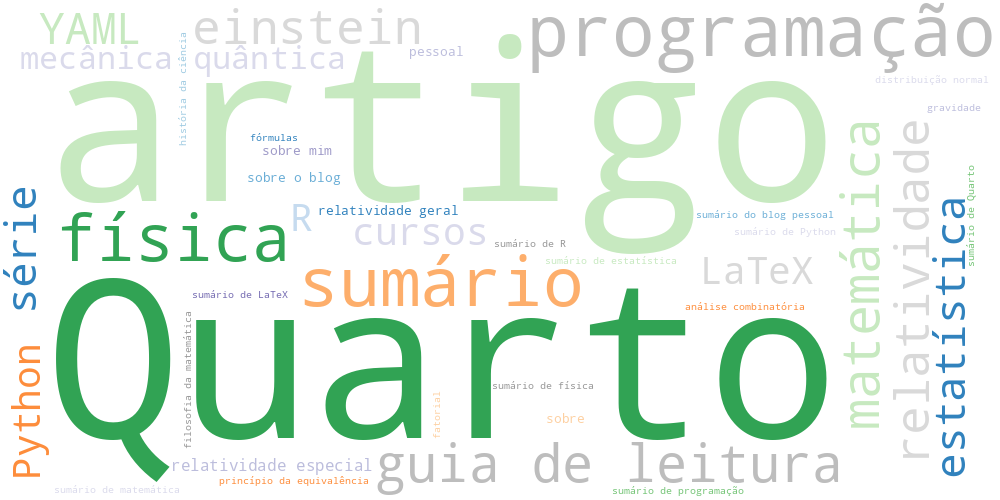 YAML
einstein
programação
mecânica quântica
pessoal
história da ciência
distribuição normal
artigo
gravidade
fórmulas
sobre mim
sobre o blog
matemática
relatividade
sumário de Quarto
série
física
R
relatividade geral
cursos
sumário do blog pessoal
sumário de Python
estatística
sumário de R
sumário de estatística
sumário
LaTeX
sumário de LaTeX
análise combinatória
Quarto
Python
filosofia da matemática
sumário de física
fatorial
sobre
guia de leitura
relatividade especial
princípio da equivalência
sumário de matemática
sumário de programação